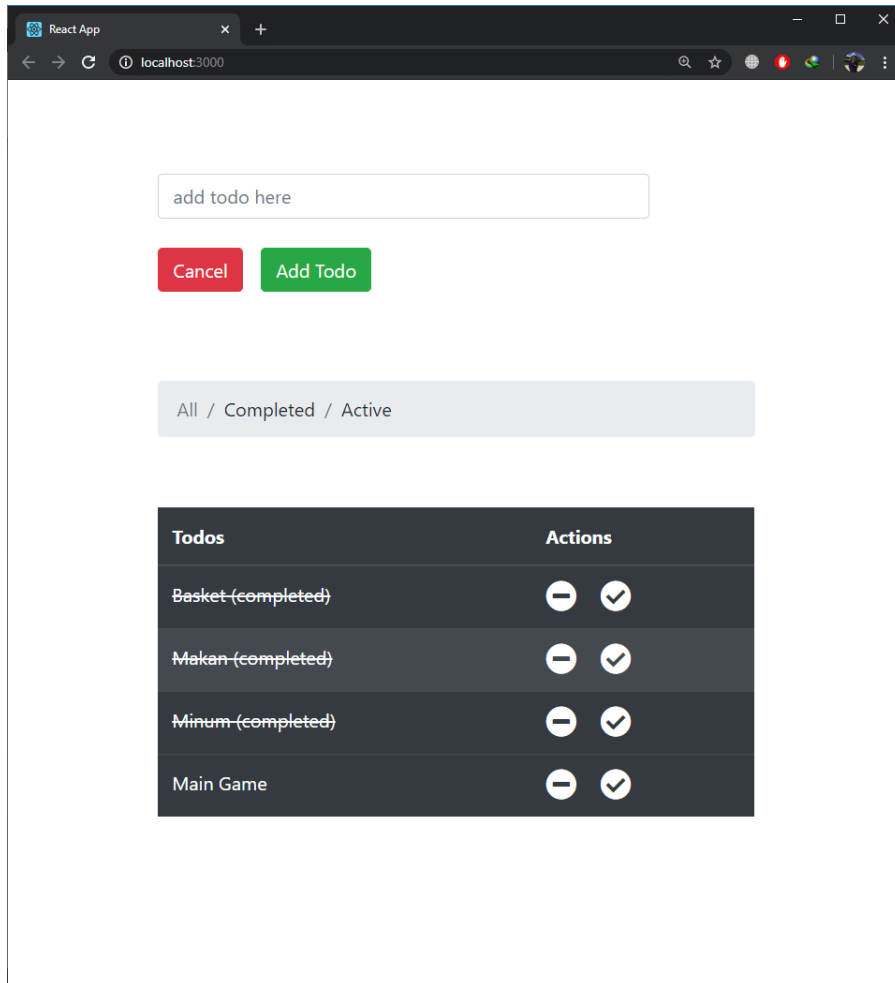 React App
localhost:3000
add todo here
Cancel Add Todo
All / Completed / Active
Todos Actions
Basket (completed)
Makan (completed)
Minum (completed)
Main Game